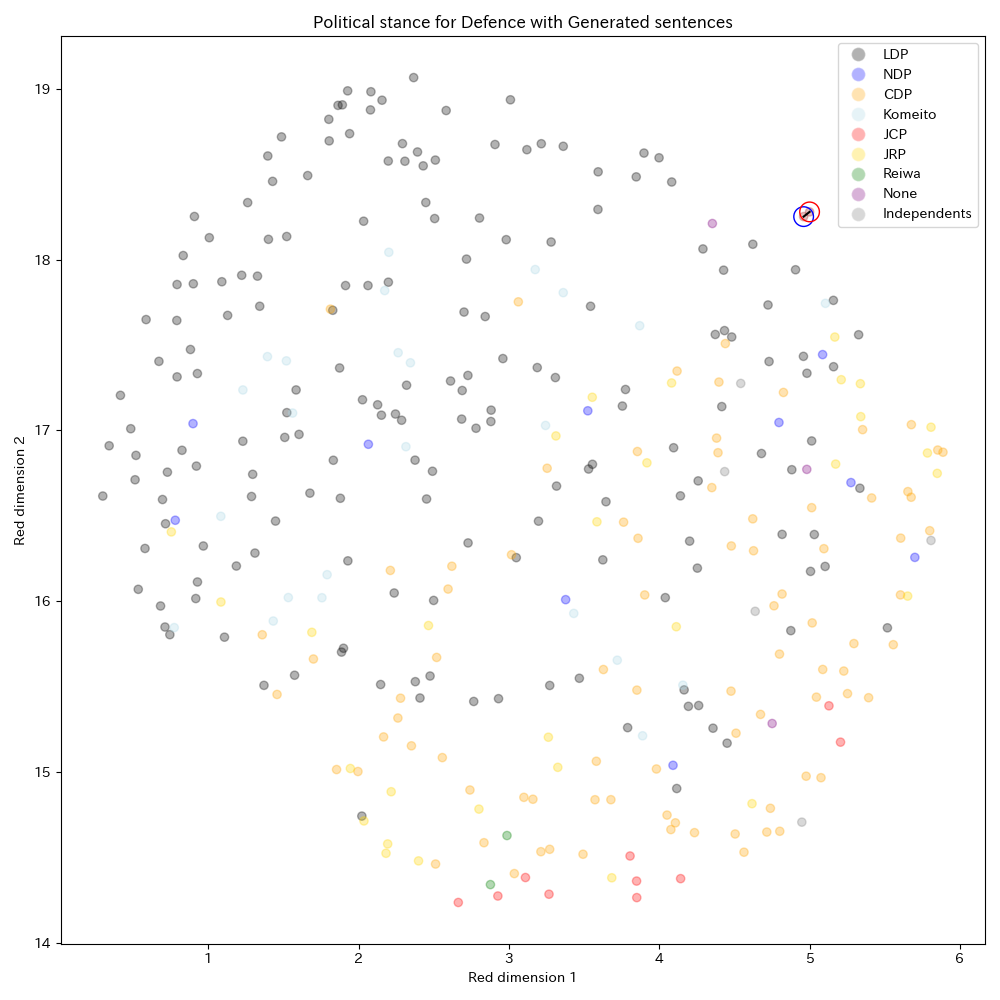 Political stance for Defence with Generated sentences
LDP
NDP
CDP
Komeito
JCP
JRP
Reiwa
None
Independents
Red dimension 2
19
18
17
16
15
14
1 2 3 4 5 6
Red dimension 1